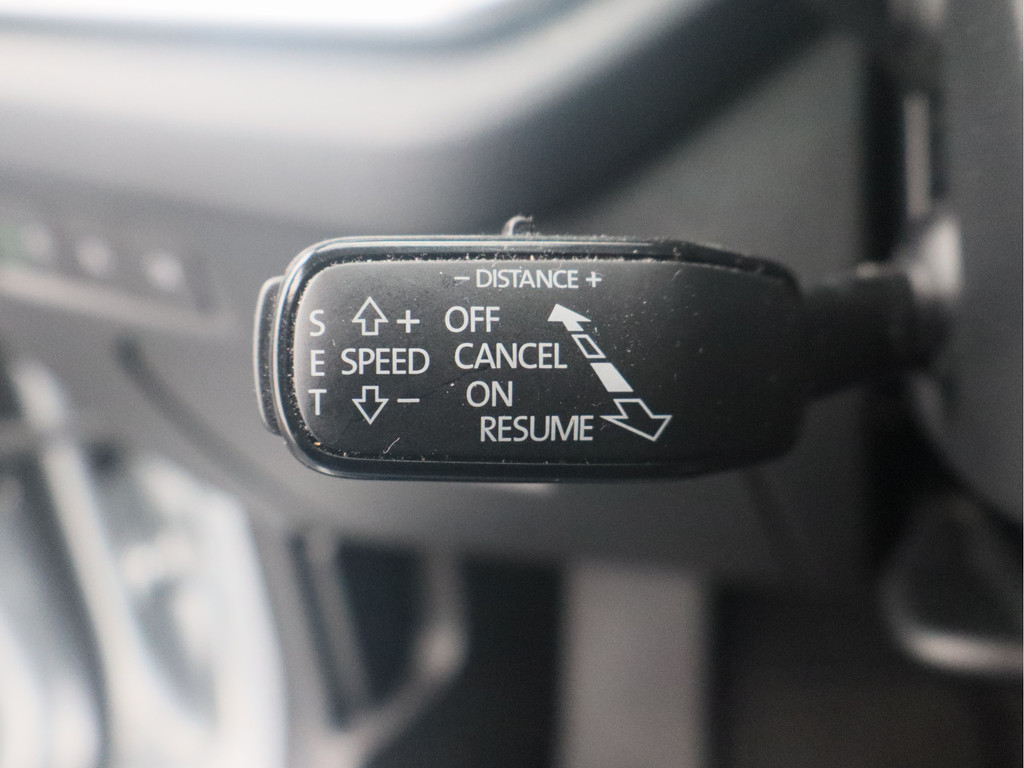 – DISTANCE +
S + OFF
E SPEED CANCEL
T – ON
RESUME